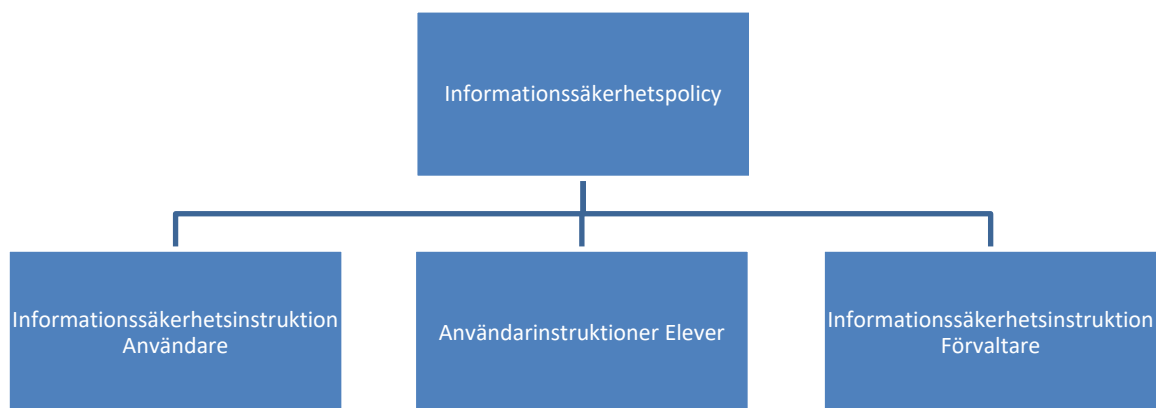 Informationssäkerhetspolicy
Informationssäkerhetsinstruktion
Användare
Användarinstruktioner Elever
Informationssäkerhetsinstruktion
Förvaltare